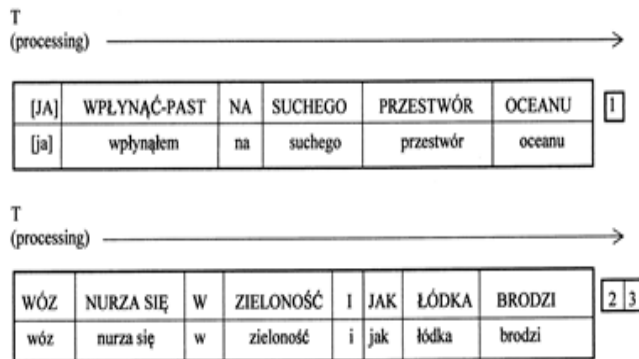 T
(processing)
[JA] WPŁYNĄĆ-PAST NA SUCHEGO PRZESTWÓR OCEANU 1
[ja] wpłynąłem na suchego przestwór oceanu
T
(processing)
WÓZ NURZA SIĘ W ZIELONOŚĆ I JAK ŁÓDKA BRODZI 2 3
wóz nurza się w zieloność i jak łódka brodzi